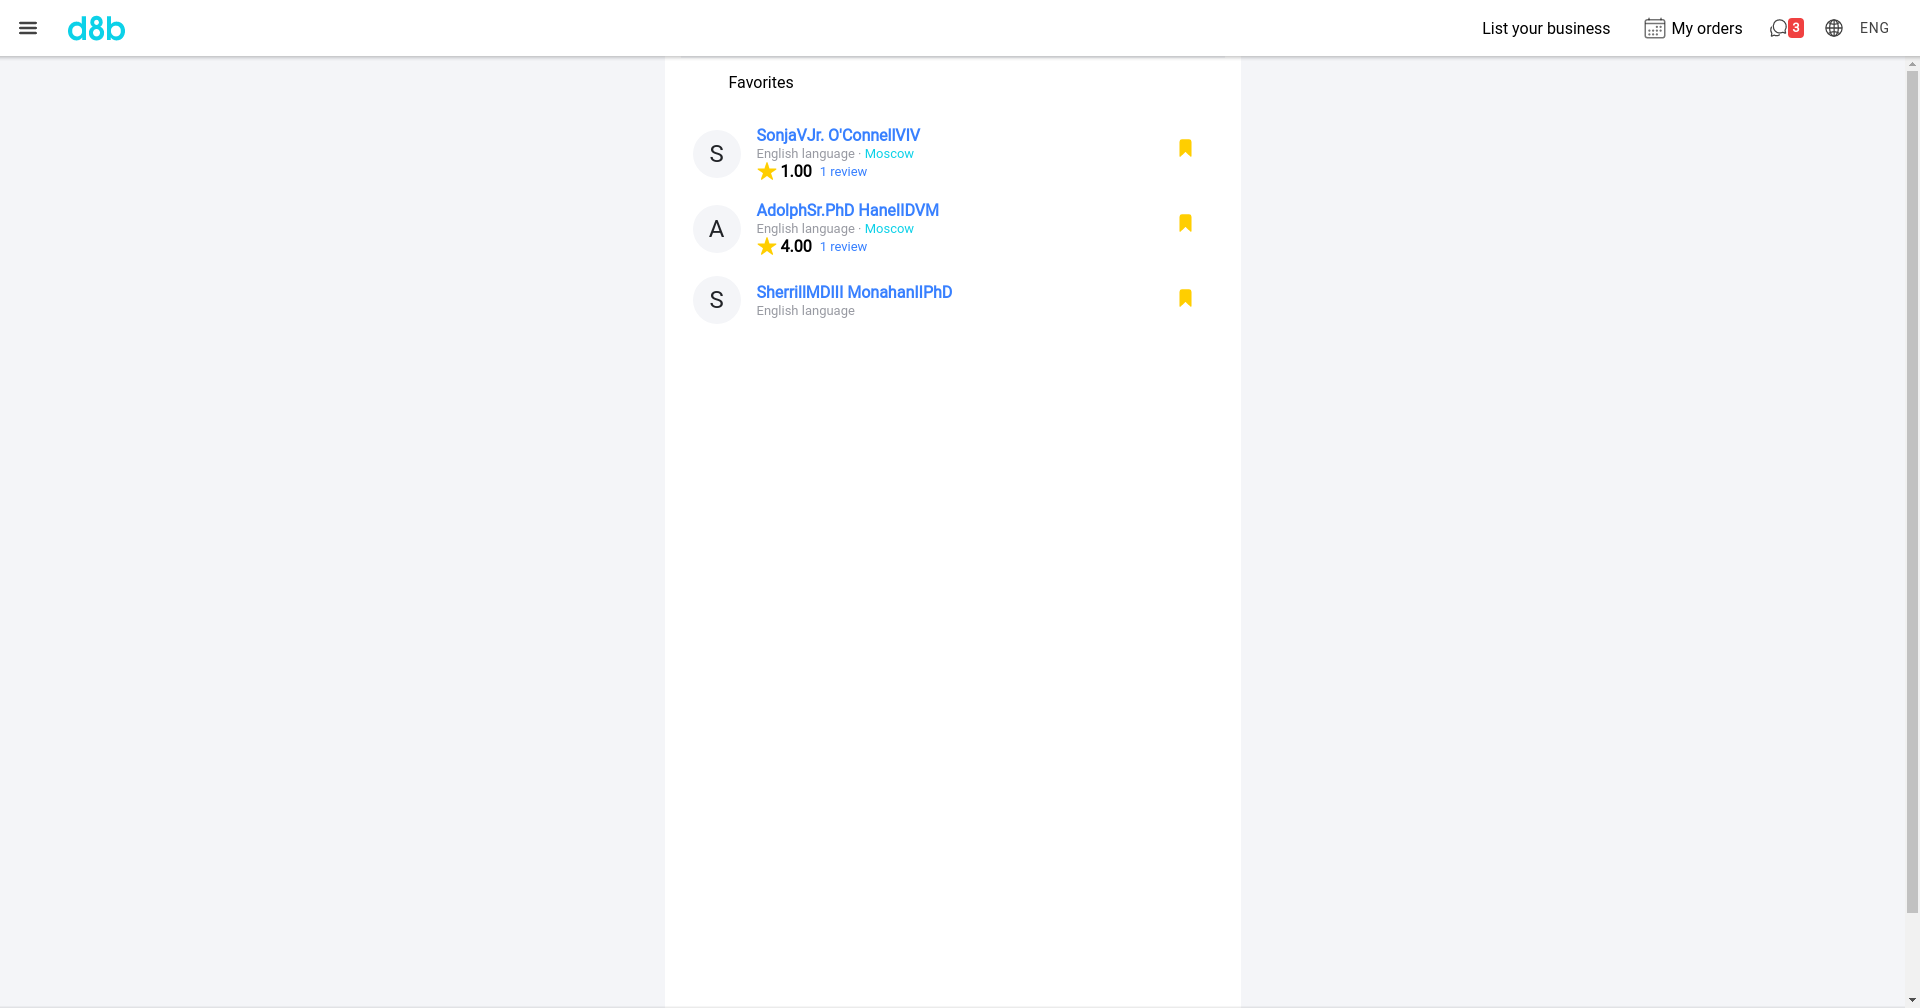 d8b
List your business
My orders
3
ENG
Favorites
S
SonjaVJr. O'ConnellVIV
English language · Moscow
1.00 1 review
A
AdolphSr.PhD HaneIIDVM
English language · Moscow
4.00 1 review
S
SherrillMDIII MonahanIIPhD
English language